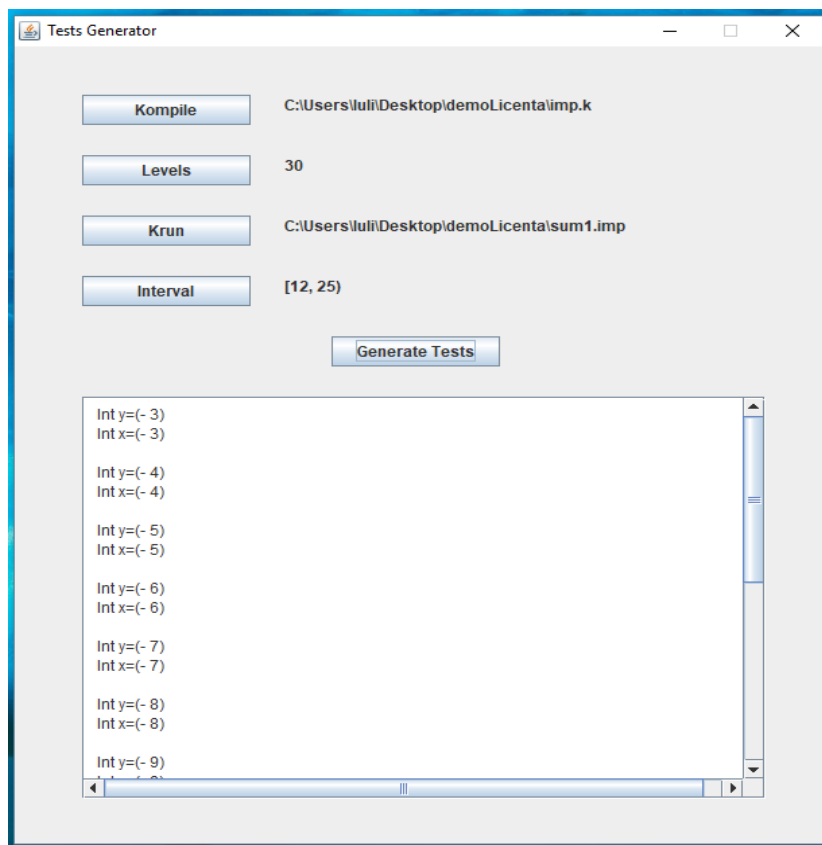 Tests Generator
Kompile C:\Users\Iuli\Desktop\demoLicenta\imp.k
Levels 30
Krun C:\Users\Iuli\Desktop\demoLicenta\sum1.imp
Interval [12, 25)
Generate Tests
Int y=(- 3)
Int x=(- 3)
Int y=(- 4)
Int x=(- 4)
Int y=(- 5)
Int x=(- 5)
Int y=(- 6)
Int x=(- 6)
Int y=(- 7)
Int x=(- 7)
Int y=(- 8)
Int x=(- 8)
Int y=(- 9)